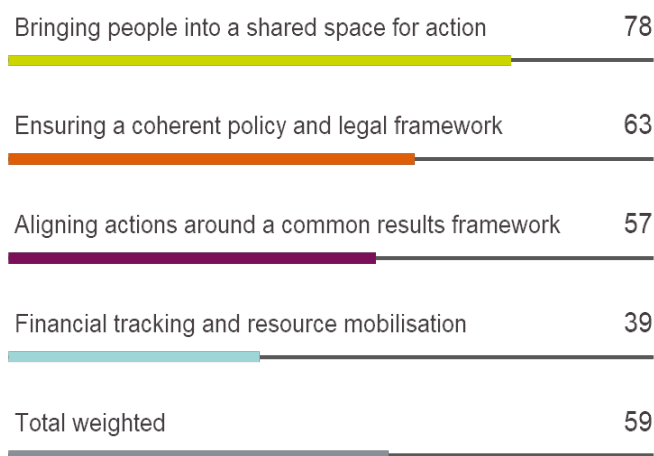 Bringing people into a shared space for action 78
Ensuring a coherent policy and legal framework 63
Aligning actions around a common results framework 57
Financial tracking and resource mobilisation 39
Total weighted 59